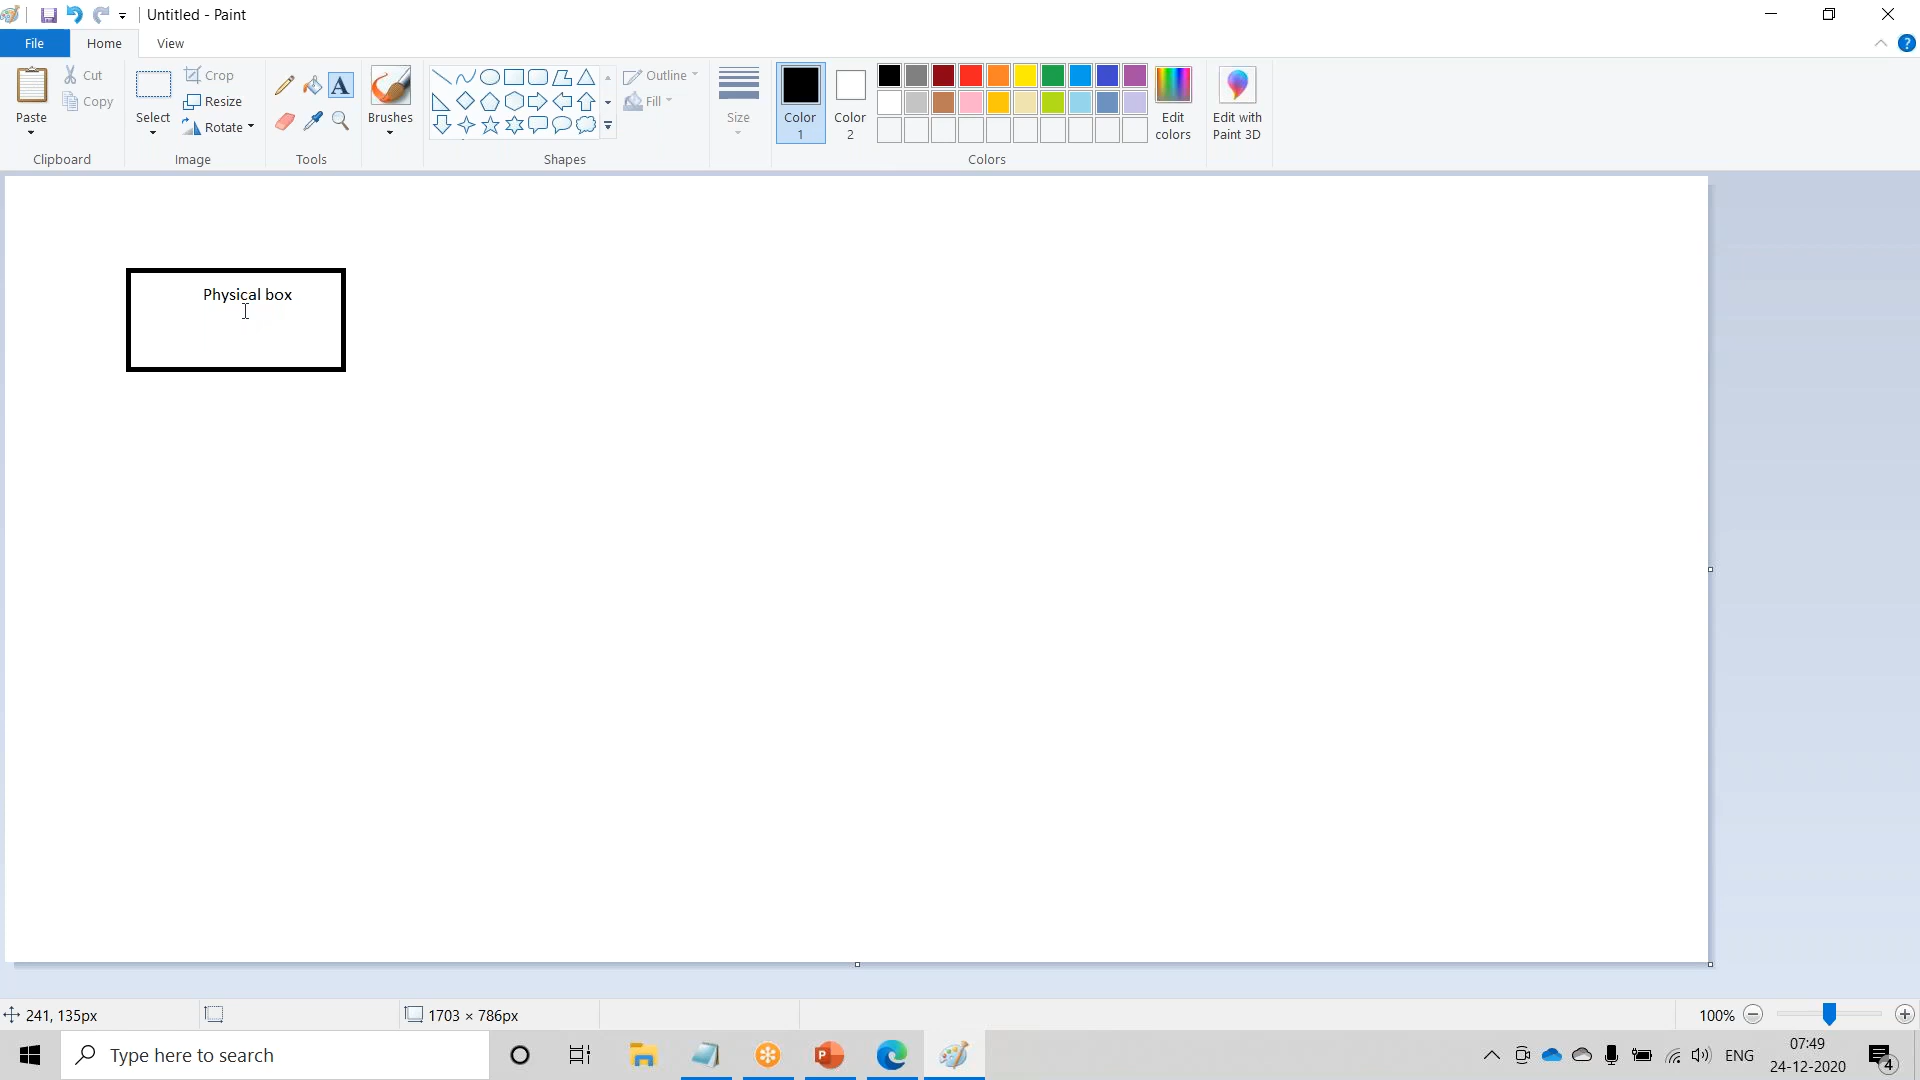 Untitled - Paint
File
Home
View
Paste
Cut
Copy
Clipboard
Select
Crop
Resize
Rotate
Image
A
Tools
Brushes
Shapes
Outline
Fill
Size
Color
1
Color
2
Colors
Edit
colors
Edit with
Paint 3D
Physical box
241, 135px
1703 × 786px
100%
Type here to search
ENG
07:49
24-12-2020
4